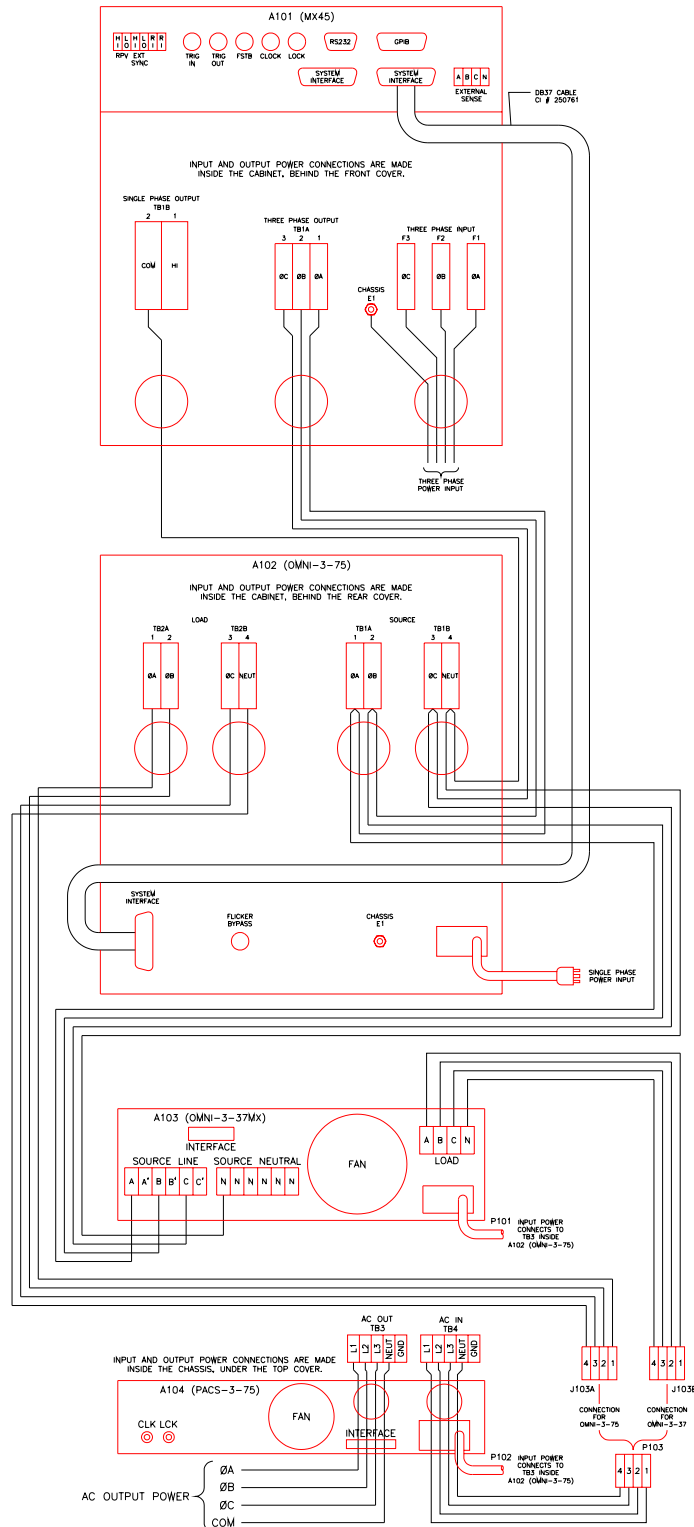 A101 (MX45)
HI LO HI LO RI RI
RPV EXT
SYNC
TRIG
IN
TRIG
OUT
FSTB
CLOCK
LOCK
RS232
GPIB
SYSTEM
INTERFACE
SYSTEM
INTERFACE
A B C N
EXTERNAL
SENSE
DB37 CABLE
CI # 250761
INPUT AND OUTPUT POWER CONNECTIONS ARE MADE
INSIDE THE CABINET, BEHIND THE FRONT COVER.
SINGLE PHASE OUTPUT
TB1B
2 1
COM HI
THREE PHASE OUTPUT
TB1A
3 2 1
ØC ØB ØA
CHASSIS
E1
THREE PHASE INPUT
F3 F2 F1
ØC ØB ØA
THREE PHASE
POWER INPUT
A102 (OMNI-3-75)
INPUT AND OUTPUT POWER CONNECTIONS ARE MADE
INSIDE THE CABINET, BEHIND THE REAR COVER.
LOAD
SOURCE
TB2A
1 2
ØA ØB
TB2B
3 4
ØC NEUT
TB1A
1 2
ØA ØB
TB1B
3 4
ØC NEUT
SYSTEM
INTERFACE
FLICKER
BYPASS
CHASSIS
E1
SINGLE PHASE
POWER INPUT
A103 (OMNI-3-37MX)
INTERFACE
SOURCE LINE
A A' B B' C C'
SOURCE NEUTRAL
N N N N N N
FAN
A B C N
LOAD
P101
INPUT POWER
CONNECTS TO
TB3 INSIDE
A102 (OMNI-3-75)
AC OUT
TB3
L1 L2 L3 NEUT GND
AC IN
TB4
L1 L2 L3 NEUT GND
INPUT AND OUTPUT POWER CONNECTIONS ARE MADE
INSIDE THE CHASSIS, UNDER THE TOP COVER.
A104 (PACS-3-75)
CLK LCK
FAN
INTERFACE
P102
INPUT POWER
CONNECTS TO
TB3 INSIDE
A102 (OMNI-3-75)
4 3 2 1
J103A
4 3 2 1
J103B
CONNECTION
FOR
OMNI-3-75
CONNECTION
FOR
OMNI-3-37
P103
4 3 2 1
AC OUTPUT POWER
ØA
ØB
ØC
COM